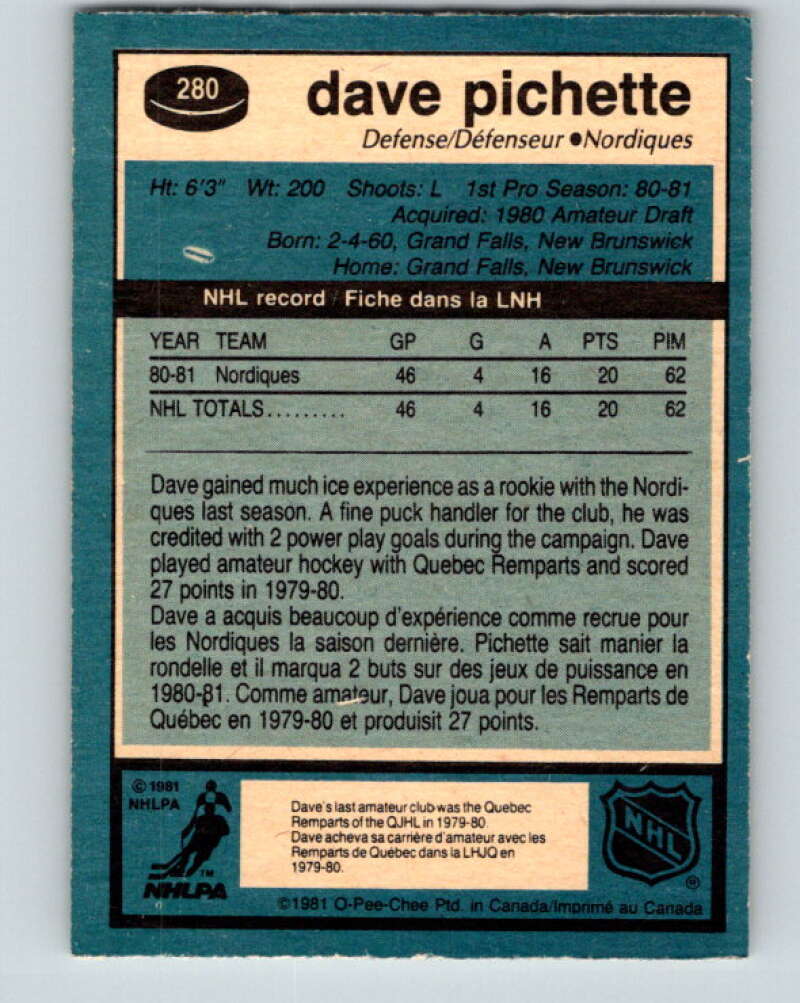 280
dave pichette
Defense/Défenseur ●Nordiques
Ht: 6'3" Wt: 200 Shoots: L 1st Pro Season: 80-81
Acquired: 1980 Amateur Draft
Born: 2-4-60, Grand Falls, New Brunswick
Home: Grand Falls, New Brunswick
NHL record / Fiche dans la LNH
YEAR TEAM GP G A PTS PIM
80-81 Nordiques 46 4 16 20 62
NHL TOTALS......... 46 4 16 20 62
Dave gained much ice experience as a rookie with the Nordi-
ques last season. A fine puck handler for the club, he was
credited with 2 power play goals during the campaign. Dave
played amateur hockey with Quebec Remparts and scored
27 points in 1979-80.
Dave a acquis beaucoup d'expérience comme recrue pour
les Nordiques la saison dernière. Pichette sait manier la
rondelle et il marqua 2 buts sur des jeux de puissance en
1980-81. Comme amateur, Dave joua pour les Remparts de
Québec en 1979-80 et produisit 27 points.
© 1981
NHLPA
TM
NHLPA
Dave's last amateur club was the Quebec
Remparts of the QJHL in 1979-80.
Dave acheva sa carrière d'amateur avec les
Remparts de Québec dans la LHJQ en
1979-80.
NHL
®
©1981 O-Pee-Chee Ptd. in Canada/Imprimé au Canada